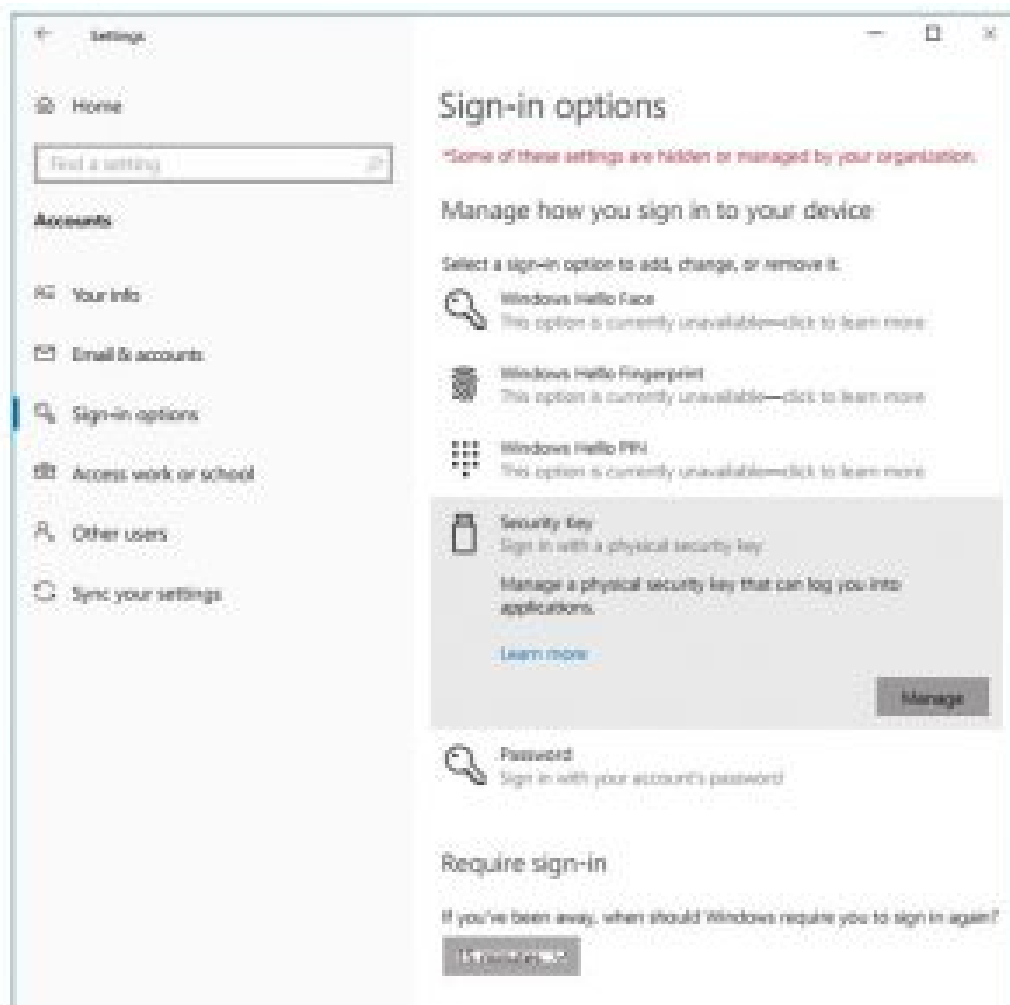 Settings
Home
Find a setting
Accounts
Your info
Email & accounts
Sign-in options
Access work or school
Other users
Sync your settings
Sign-in options
*Some of these settings are hidden or managed by your organization.
Manage how you sign in to your device
Select a sign-in option to add, change, or remove it.
Windows Hello Face
This option is currently unavailable—click to learn more
Windows Hello Fingerprint
This option is currently unavailable—click to learn more
Windows Hello PIN
This option is currently unavailable—click to learn more
Security Key
Sign in with a physical security key
Manage a physical security key that can log you into
applications.
Learn more
Manage
Password
Sign in with your account's password
Require sign-in
If you've been away, when should Windows require you to sign in again?